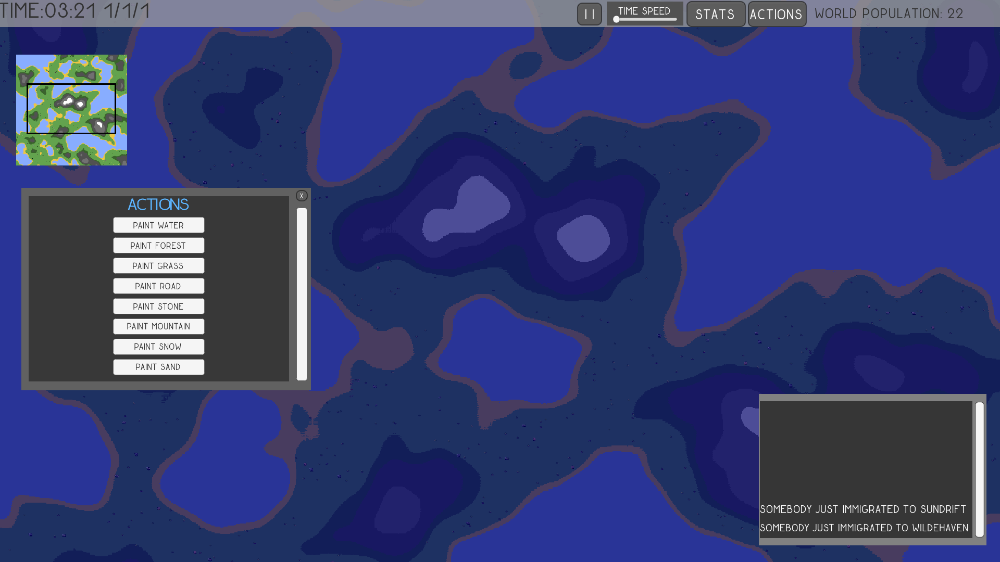 TIME:03:21 1/1/1
TIME SPEED
STATS
ACTIONS
WORLD POPULATION: 22
X
ACTIONS
PAINT WATER
PAINT FOREST
PAINT GRASS
PAINT ROAD
PAINT STONE
PAINT MOUNTAIN
PAINT SNOW
PAINT SAND
SOMEBODY JUST IMMIGRATED TO SUNDRIFT
SOMEBODY JUST IMMIGRATED TO WILDEHAVEN